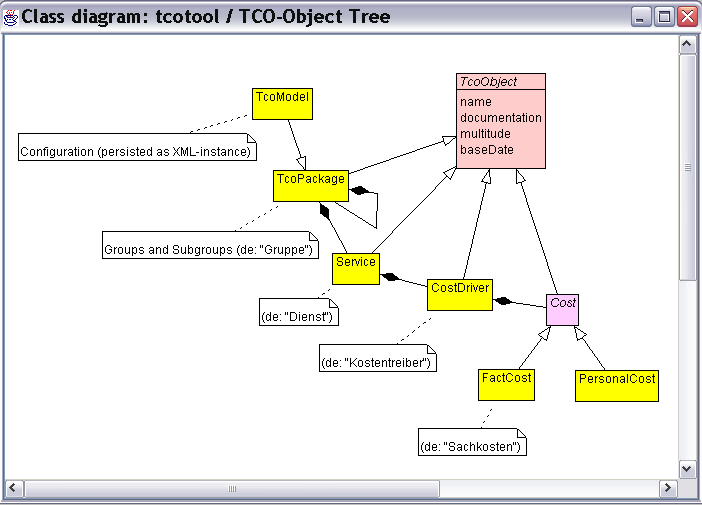 Class diagram: tcotool / TCO-Object Tree
TcoObject
name
documentation
multitude
baseDate
TcoModel
Configuration (persisted as XML-instance)
TcoPackage
Groups and Subgroups (de: "Gruppe")
Service
CostDriver
(de: "Dienst")
Cost
(de: "Kostentreiber")
FactCost
PersonalCost
(de: "Sachkosten")